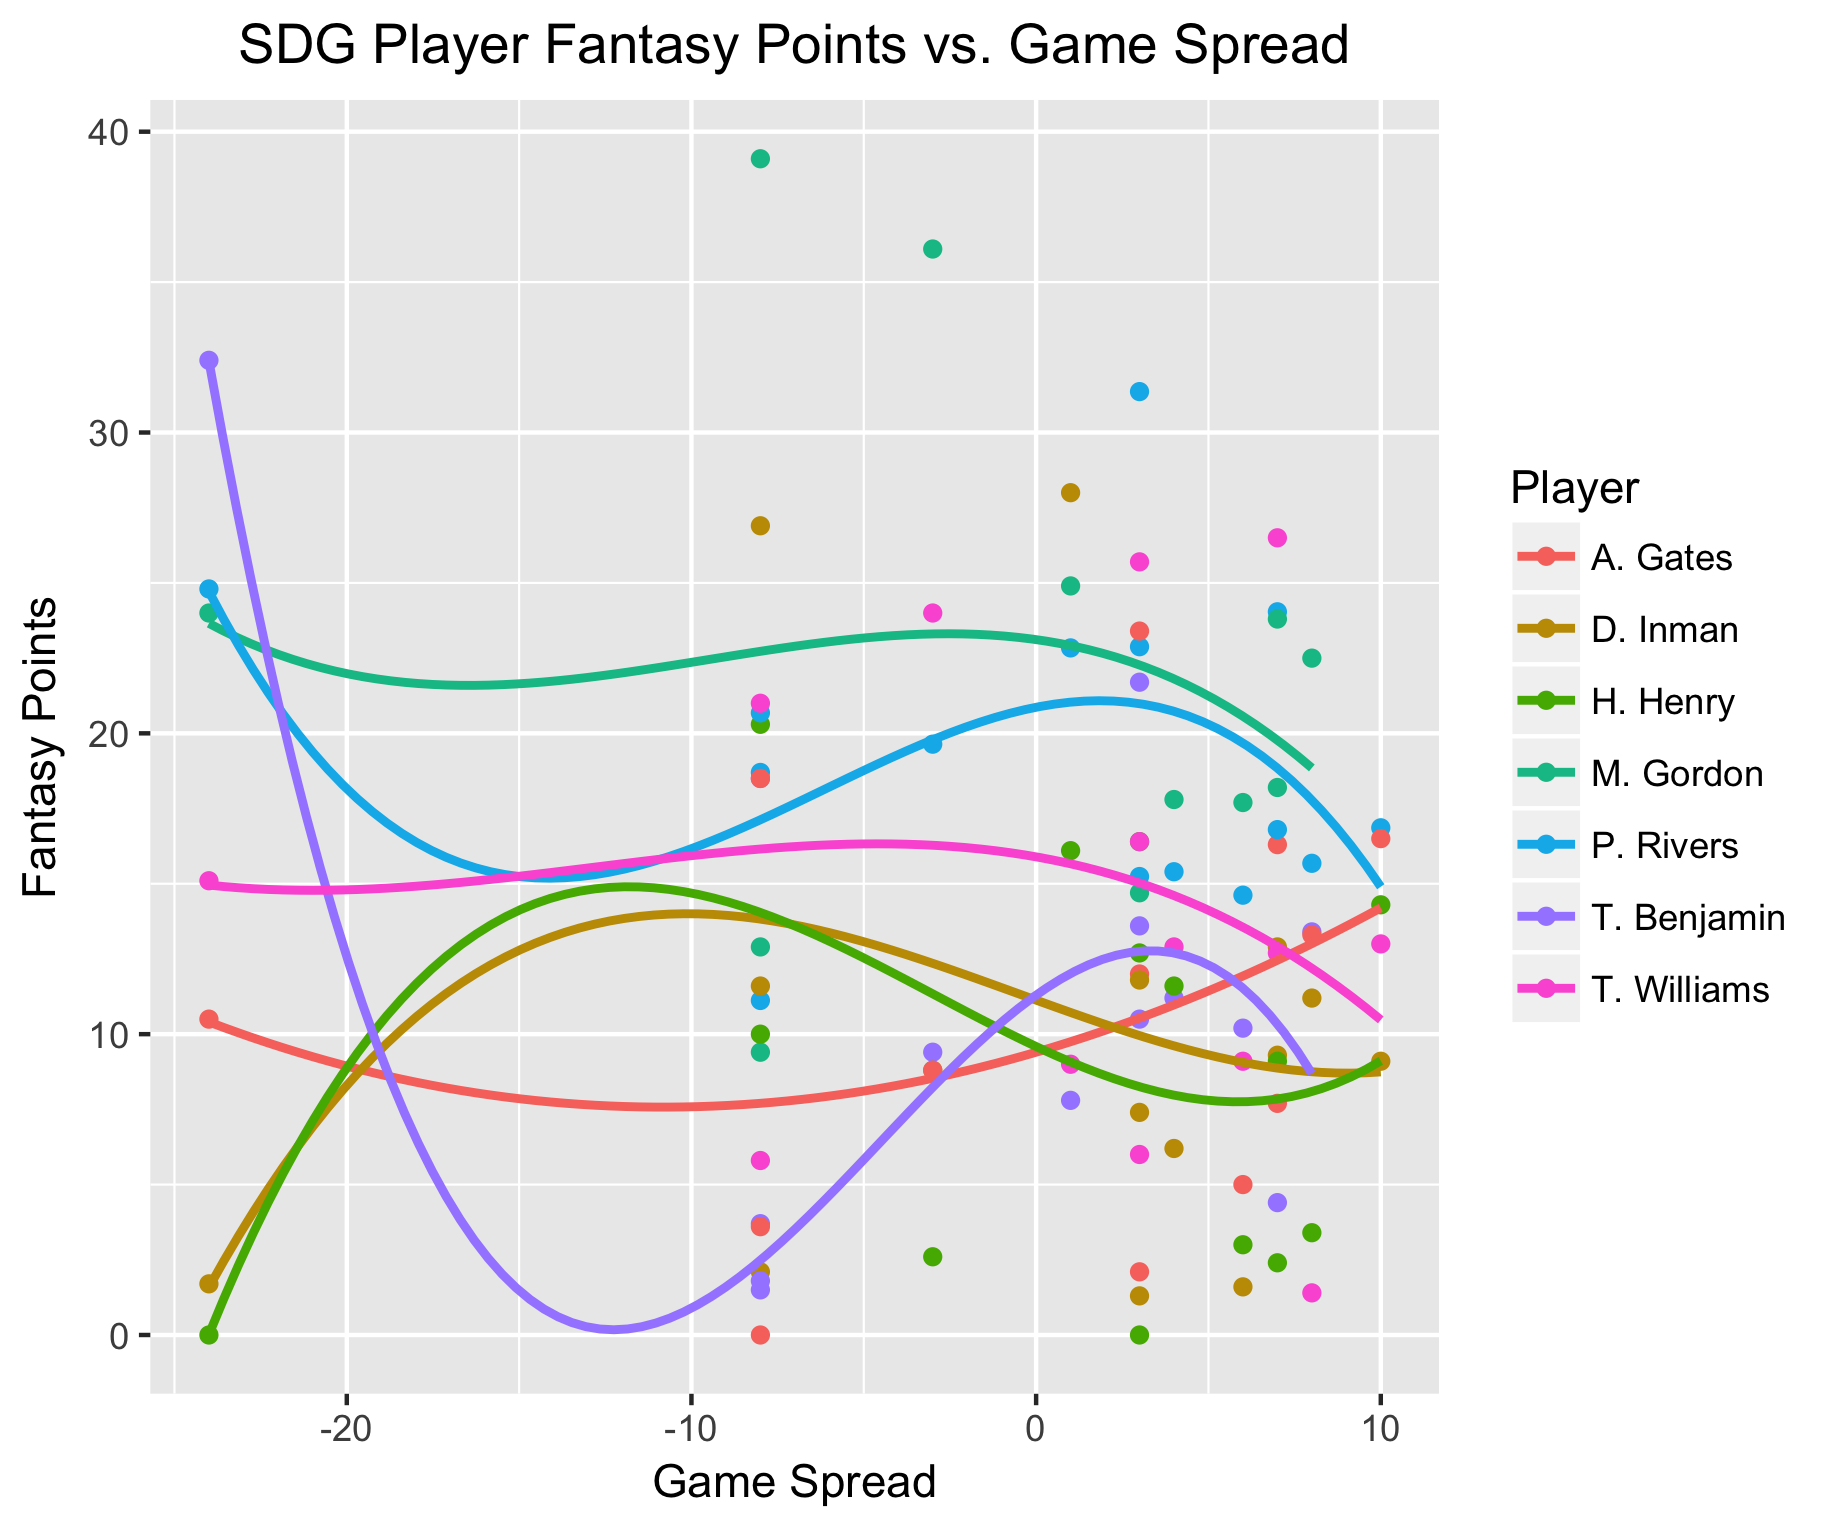 SDG Player Fantasy Points vs. Game Spread
40
30
20
10
0
Fantasy Points
-20 -10 0 10
Game Spread
Player
A. Gates
D. Inman
H. Henry
M. Gordon
P. Rivers
T. Benjamin
T. Williams